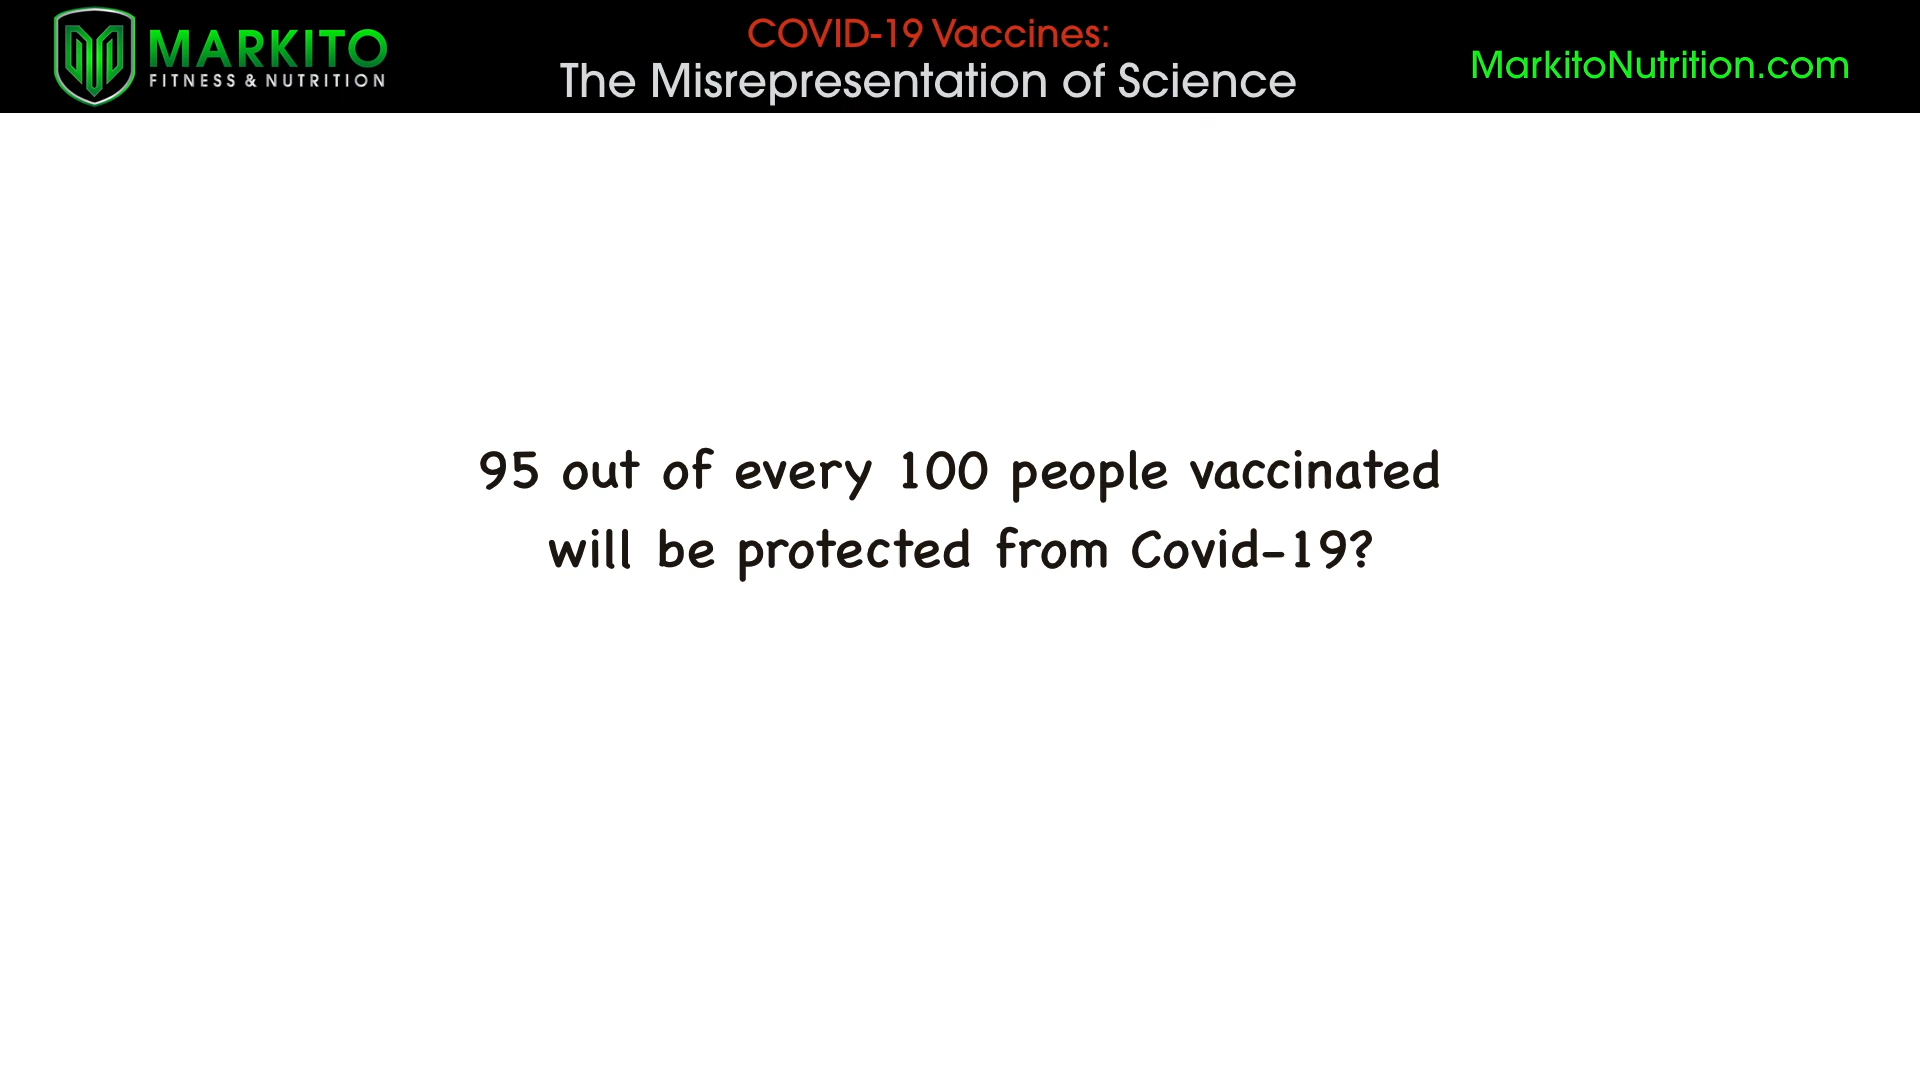 MARKITO
FITNESS & NUTRITION
COVID-19 Vaccines:
The Misrepresentation of Science
MarkitoNutrition.com
95 out of every 100 people vaccinated
will be protected from Covid-19?